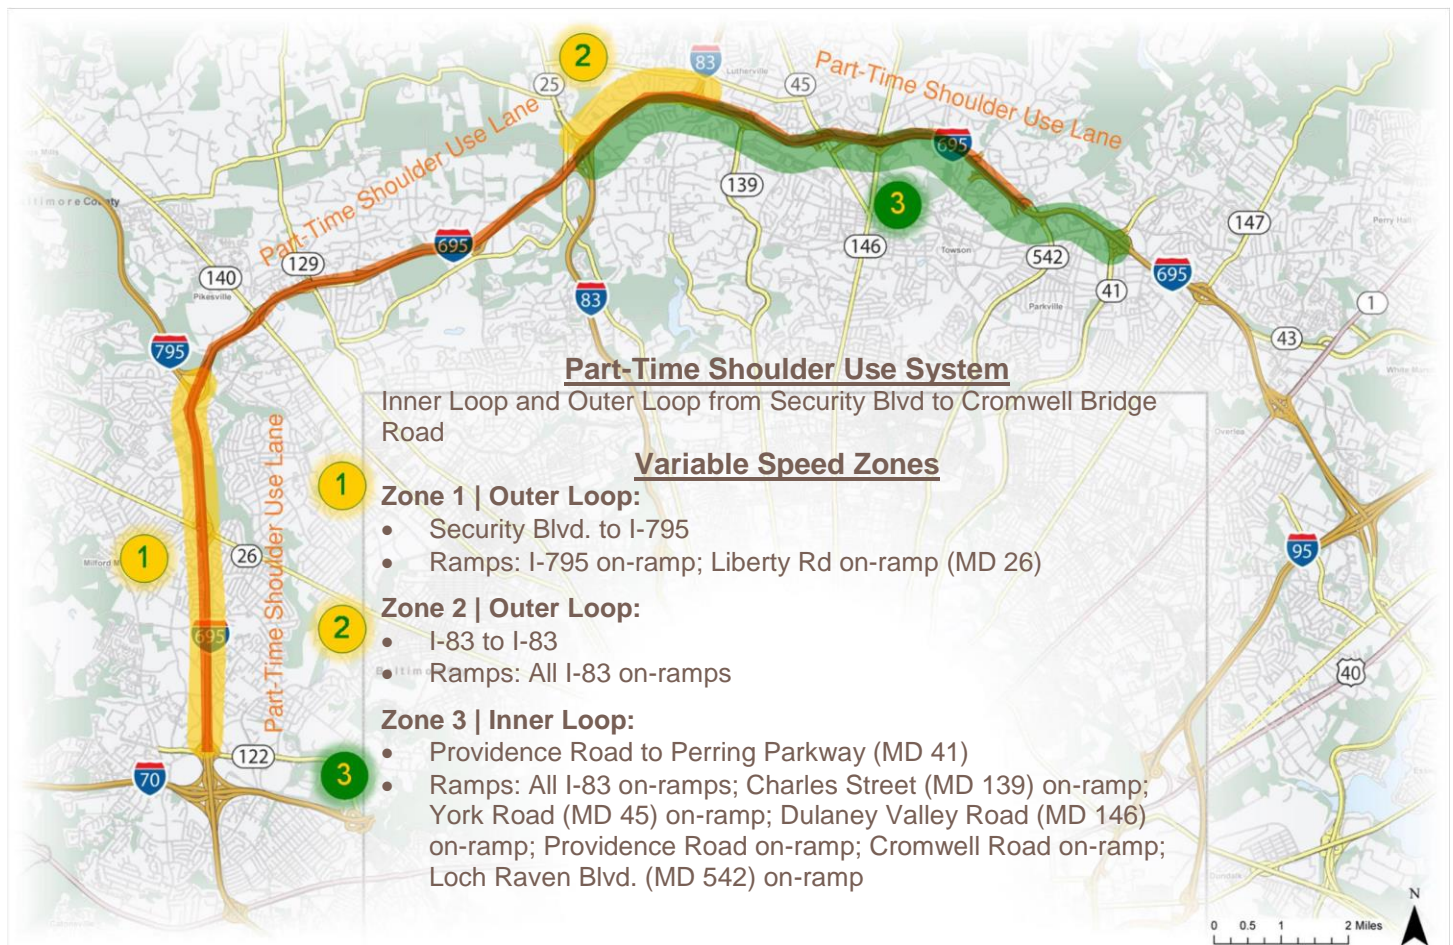 2
83
Lutherville
25
45
Part-Time Shoulder Use Lane
Part-Time Shoulder Use Lane
695
139
3
147
146
Towson
542
695
129
140
Pikesville
695
83
41
Parkville
1
795
43
Part-Time Shoulder Use System
Inner Loop and Outer Loop from Security Blvd to Cromwell Bridge
Road
Variable Speed Zones
1
Zone 1 | Outer Loop:
• Security Blvd. to I-795
• Ramps: I-795 on-ramp; Liberty Rd on-ramp (MD 26)
2
Zone 2 | Outer Loop:
• I-83 to I-83
• Ramps: All I-83 on-ramps
3
Zone 3 | Inner Loop:
• Providence Road to Perring Parkway (MD 41)
• Ramps: All I-83 on-ramps; Charles Street (MD 139) on-ramp;
York Road (MD 45) on-ramp; Dulaney Valley Road (MD 146)
on-ramp; Providence Road on-ramp; Cromwell Road on-ramp;
Loch Raven Blvd. (MD 542) on-ramp
Part-Time Shoulder Use Lane
1
26
695
122
70
Overlea
95
40
Dundalk
N
0 0.5 1 2 Miles